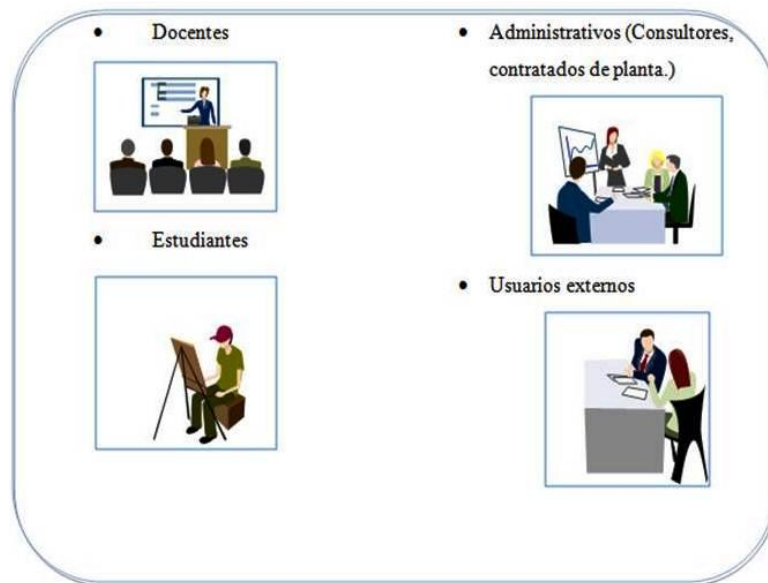 • Docentes
• Estudiantes
• Administrativos (Consultores,
contratados de planta.)
• Usuarios externos